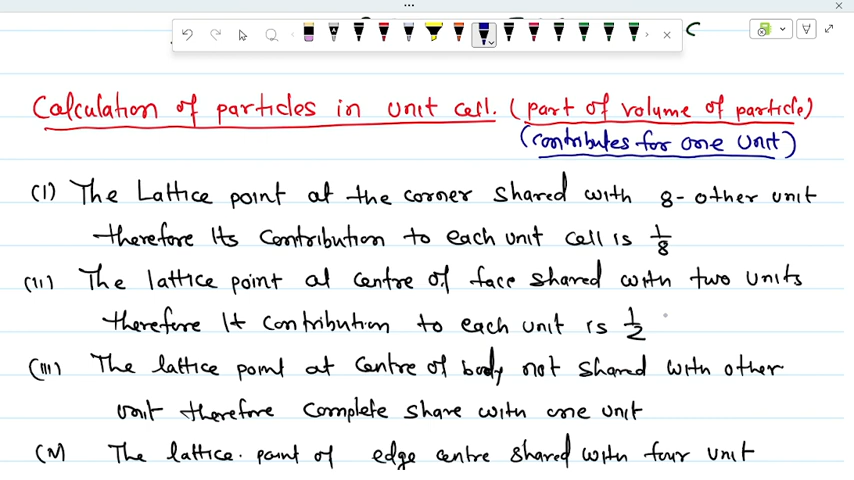 Calculation of particles in unit cell. (part of volume of particle)
(contributes for one unit)
(I) The Lattice point at the corner shared with 8-other unit
therefore Its contribution to each unit cell is 1/8
(II) The lattice point at centre of face shared with two units
therefore It contribution to each unit is 1/2
(III) The lattice point at centre of body not shared with other
unit therefore complete share with one unit
(IV) The lattice. point of edge centre shared with four unit